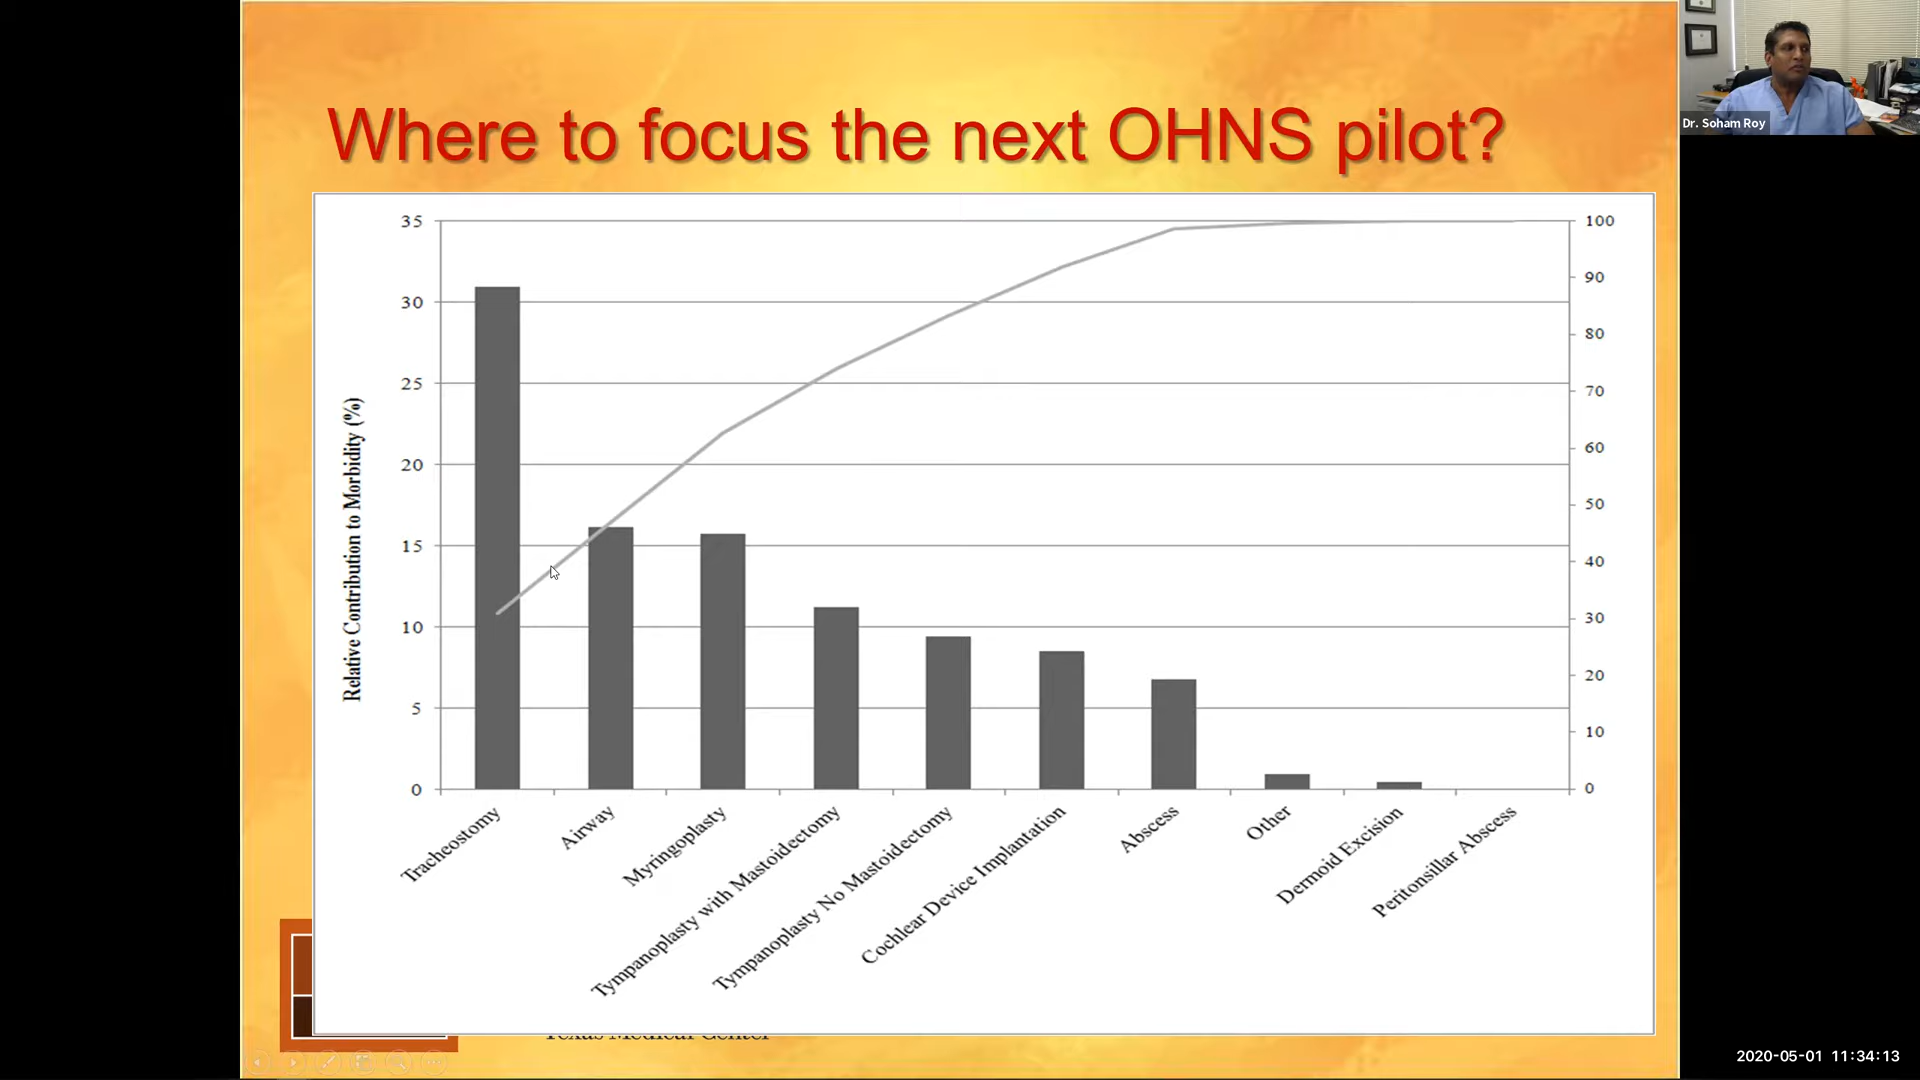 Where to focus the next OHNS pilot?
Dr. Soham Roy
Relative Contribution to Morbidity (%)
35
30
25
20
15
10
5
0
100
90
80
70
60
50
40
30
20
10
0
Tracheostomy
Airway
Myringoplasty
Tympanoplasty with Mastoidectomy
Tympanoplasty No Mastoidectomy
Cochlear Device Implantation
Abscess
Other
Dermoid Excision
Peritonsillar Abscess
Texas Medical Center
2020-05-01 11:34:13